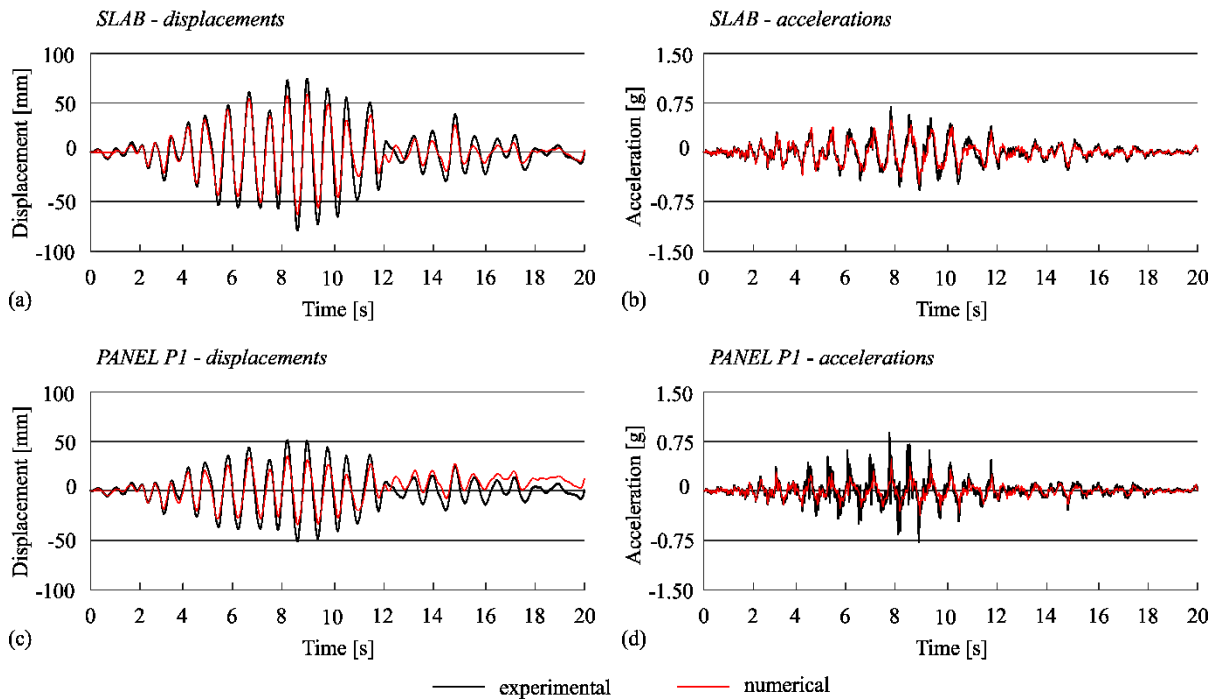 SLAB - displacements
100
50
0
-50
-100
Displacement [mm]
0 2 4 6 8 10 12 14 16 18 20
Time [s]
(a)
SLAB - accelerations
1.50
0.75
0
-0.75
-1.50
Acceleration [g]
0 2 4 6 8 10 12 14 16 18 20
Time [s]
(b)
PANEL P1 - displacements
100
50
0
-50
-100
Displacement [mm]
0 2 4 6 8 10 12 14 16 18 20
Time [s]
(c)
PANEL P1 - accelerations
1.50
0.75
0
-0.75
-1.50
Acceleration [g]
0 2 4 6 8 10 12 14 16 18 20
Time [s]
(d)
experimental
numerical